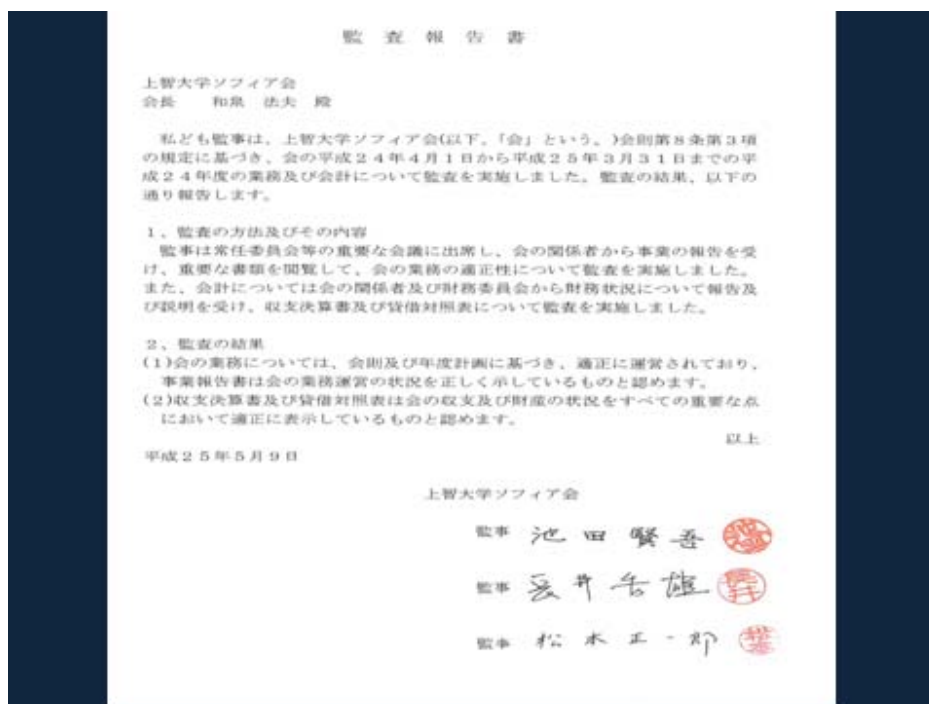 監査報告書
上智大学ソフィア会
会長　和泉　法夫　殿
私ども監事は、上智大学ソフィア会(以下、「会」という。)会則第8条第3項
の規定に基づき、会の平成24年4月1日から平成25年3月31日までの平
成24年度の業務及び会計について監査を実施しました。監査の結果、以下の
通り報告します。
1、監査の方法及びその内容
監事は常任委員会等の重要な会議に出席し、会の関係者から事業の報告を受
け、重要な書類を閲覧して、会の業務の適正性について監査を実施しました。
また、会計については会の関係者及び財務委員会から財務状況について報告及
び説明を受け、収支決算書及び貸借対照表について監査を実施しました。
2、監査の結果
(1)会の業務については、会則及び年度計画に基づき、適正に運営されており、
事業報告書は会の業務運営の状況を正しく示しているものと認めます。
(2)収支決算書及び貸借対照表は会の収支及び財産の状況をすべての重要な点
において適正に表示しているものと認めます。
以上
平成25年5月9日
上智大学ソフィア会
監事 池田賢吾
監事 井 雄
監事 松本正一郎